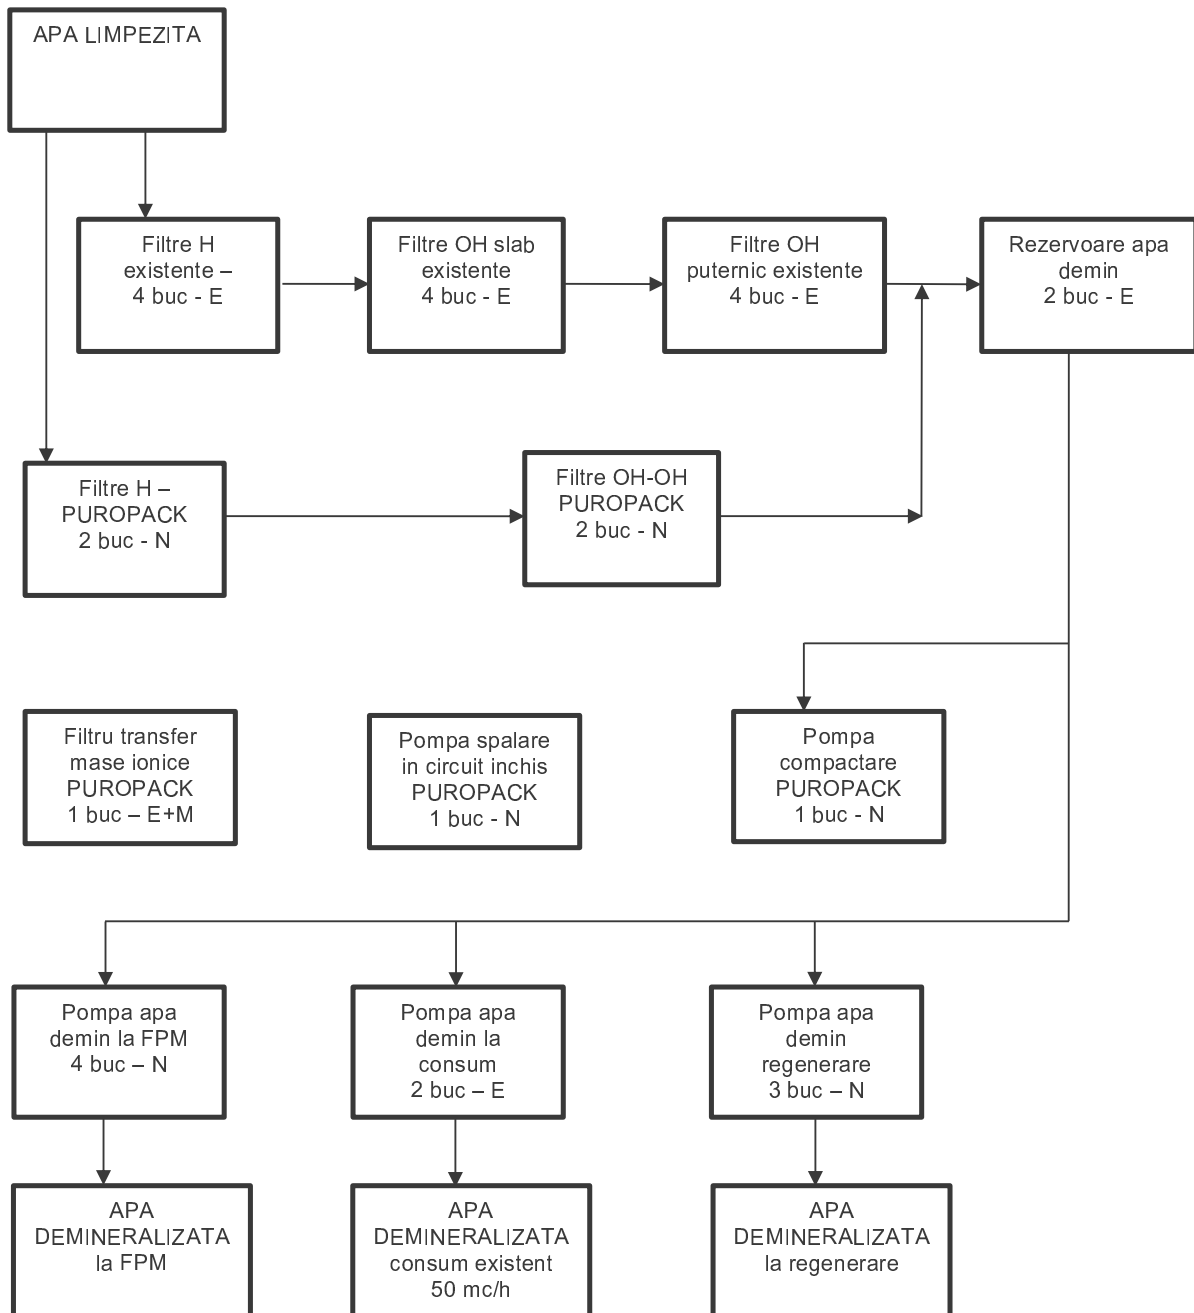 APA LIMPEZITA
Filtre H
existente –
4 buc - E
Filtre OH slab
existente
4 buc - E
Filtre OH
puternic existente
4 buc - E
Rezervoare apa
demin
2 buc - E
Filtre H –
PUROPACK
2 buc - N
Filtre OH-OH
PUROPACK
2 buc - N
Filtru transfer
mase ionice
PUROPACK
1 buc – E+M
Pompa spalare
in circuit inchis
PUROPACK
1 buc - N
Pompa
compactare
PUROPACK
1 buc - N
Pompa apa
demin la FPM
4 buc – N
Pompa apa
demin la
consum
2 buc – E
Pompa apa
demin
regenerare
3 buc – N
APA
DEMINERALIZATA
la FPM
APA
DEMINERALIZATA
consum existent
50 mc/h
APA
DEMINERALIZATA
la regenerare